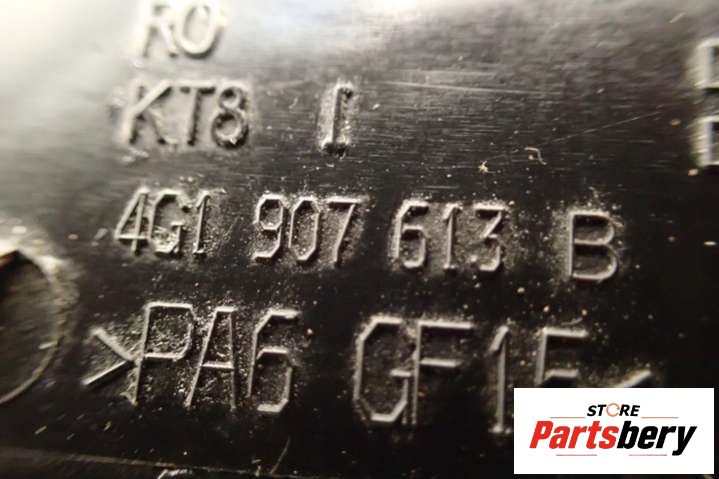 RO
KT8 I
4G1 907 613 B
>PA6 GF15<
STORE
Partsbery